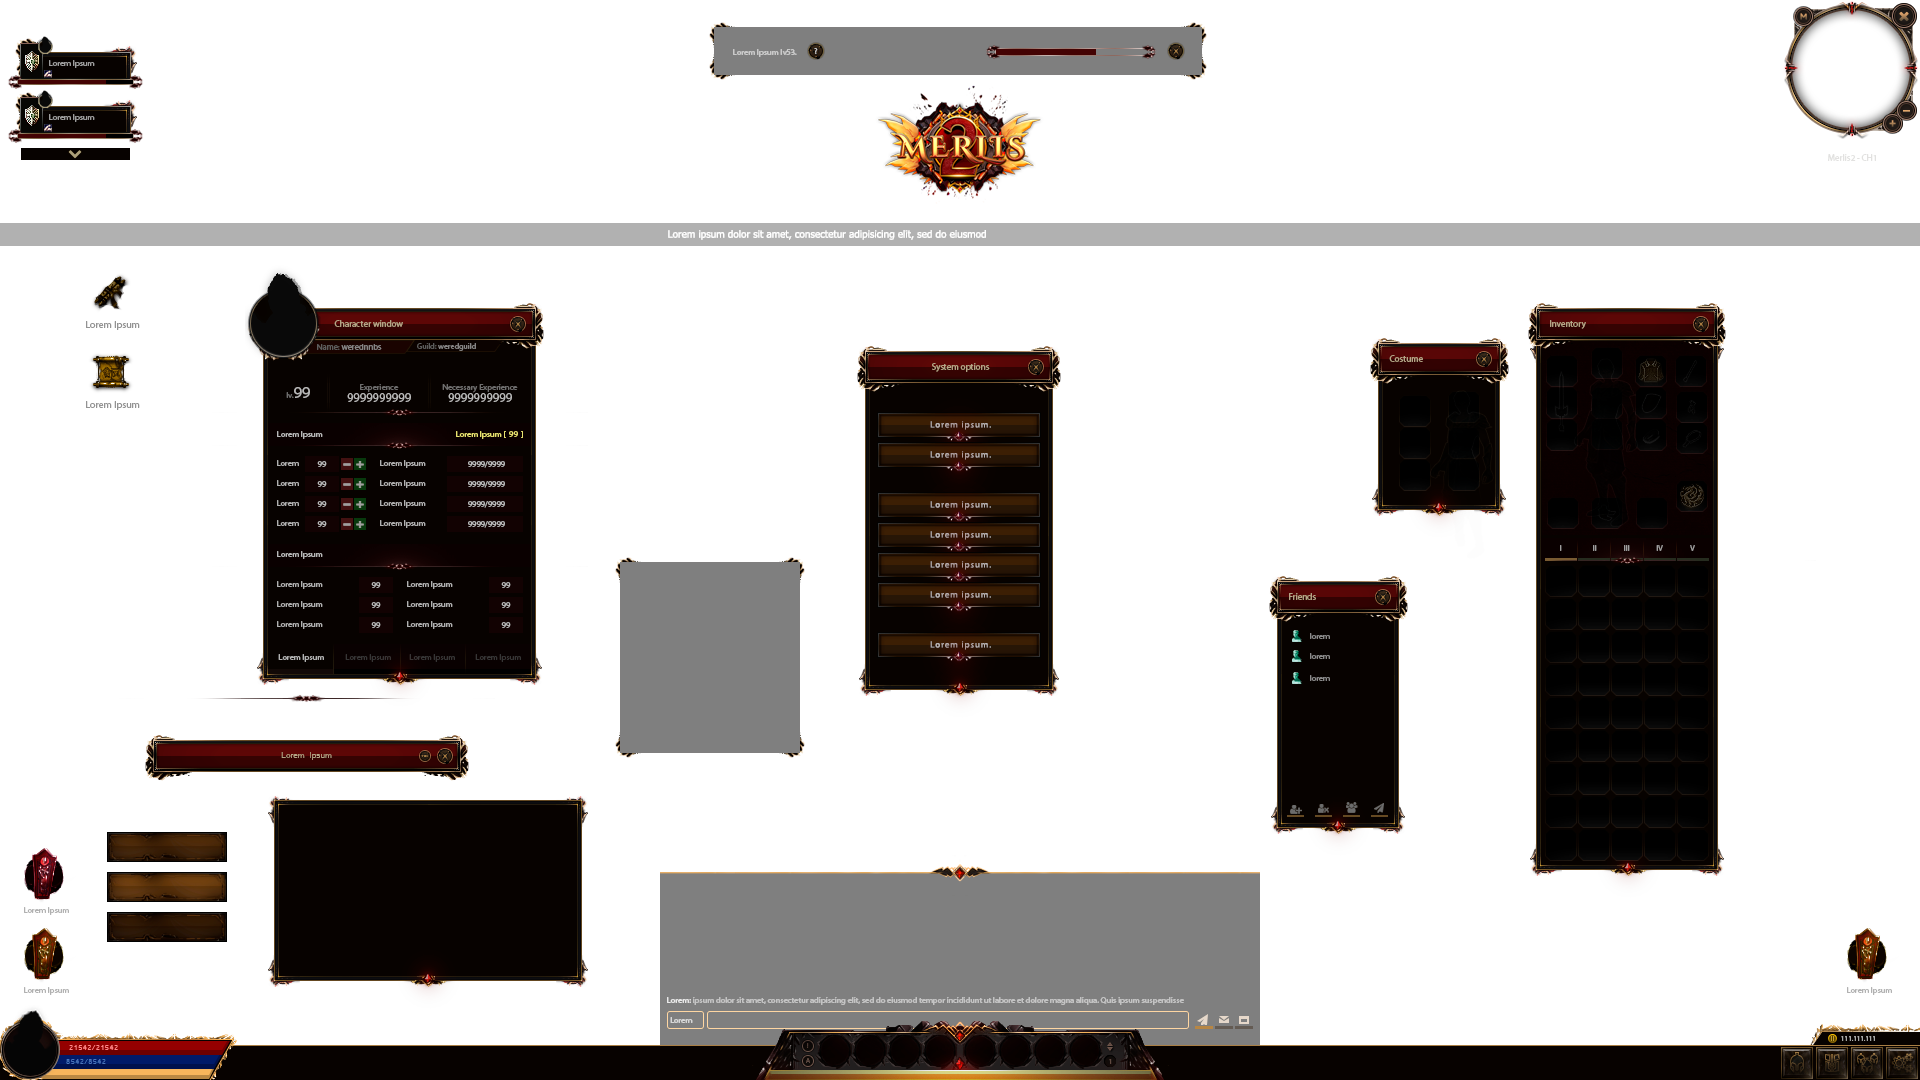 Lorem Ipsum
Lorem Ipsum
Lorem Ipsum lv53.
?
M
MERLIS 2
Merlis2 - CH1
Lorem ipsum dolor sit amet, consectetur adipisicing elit, sed do eiusmod
Lorem Ipsum
Lorem Ipsum
Character window
Name: werednnbs
Guild: weredguild
lv. 99
Experience
9999999999
Necessary Experience
9999999999
Lorem Ipsum
Lorem Ipsum [ 99 ]
Lorem 99 Lorem Ipsum 9999/9999
Lorem 99 Lorem Ipsum 9999/9999
Lorem 99 Lorem Ipsum 9999/9999
Lorem 99 Lorem Ipsum 9999/9999
Lorem Ipsum
Lorem Ipsum 99 Lorem Ipsum 99
Lorem Ipsum 99 Lorem Ipsum 99
Lorem Ipsum 99 Lorem Ipsum 99
Lorem Ipsum Lorem Ipsum Lorem Ipsum Lorem Ipsum
Lorem Ipsum
System options
Lorem ipsum.
Lorem ipsum.
Lorem ipsum.
Lorem ipsum.
Lorem ipsum.
Lorem ipsum.
Lorem ipsum.
Costume
Friends
lorem
lorem
lorem
Inventory
I II III IV V
Lorem Ipsum
Lorem Ipsum
Lorem: ipsum dolor sit amet, consectetur adipiscing elit, sed do eiusmod tempor incididunt ut labore et dolore magna aliqua. Quis ipsum suspendisse
Lorem
21542/21542
8542/8542
A
1
Lorem Ipsum
111.111.111